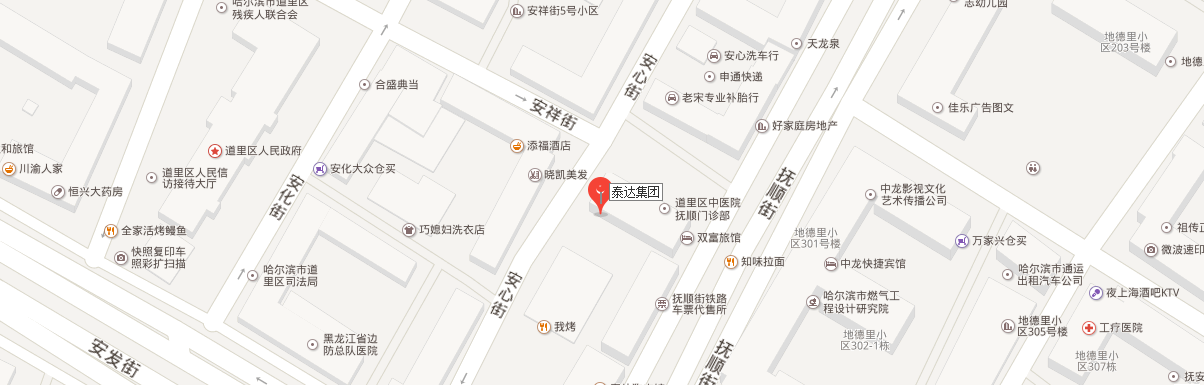 哈尔滨市道里区
残疾人联合会
安祥街5号小区
志幼儿园
天龙泉
地德里小
区203号楼
安心街
安心洗车行
申通快递
地德
合盛典当
老宋专业补胎行
佳乐广告图文
安祥街
好家庭房地产
和旅馆
川渝人家
道里区人民政府
添福酒店
安化大众仓买
晓凯美发
道里区人民信
访接待大厅
恒兴大药房
安化街
泰达集团
抚顺街
中龙影视文化
艺术传播公司
道里区中医院
抚顺门诊部
全家活烤鳗鱼
巧媳妇洗衣店
双富旅馆
地德里小
区301号楼
万家兴仓买
祖传正
快照复印车
照彩扩扫描
微波速印
知味拉面
中龙快捷宾馆
哈尔滨市道
里区司法局
安心街
哈尔滨市通运
出租汽车公司
抚顺街铁路
车票代售所
哈尔滨市燃气工
程设计研究院
夜上海酒吧KTV
我烤
地德里小
区305号楼
工疗医院
黑龙江省边
防总队医院
地德里小
区302-1栋
安发街
抚顺街
地德里小
区307栋
抚安